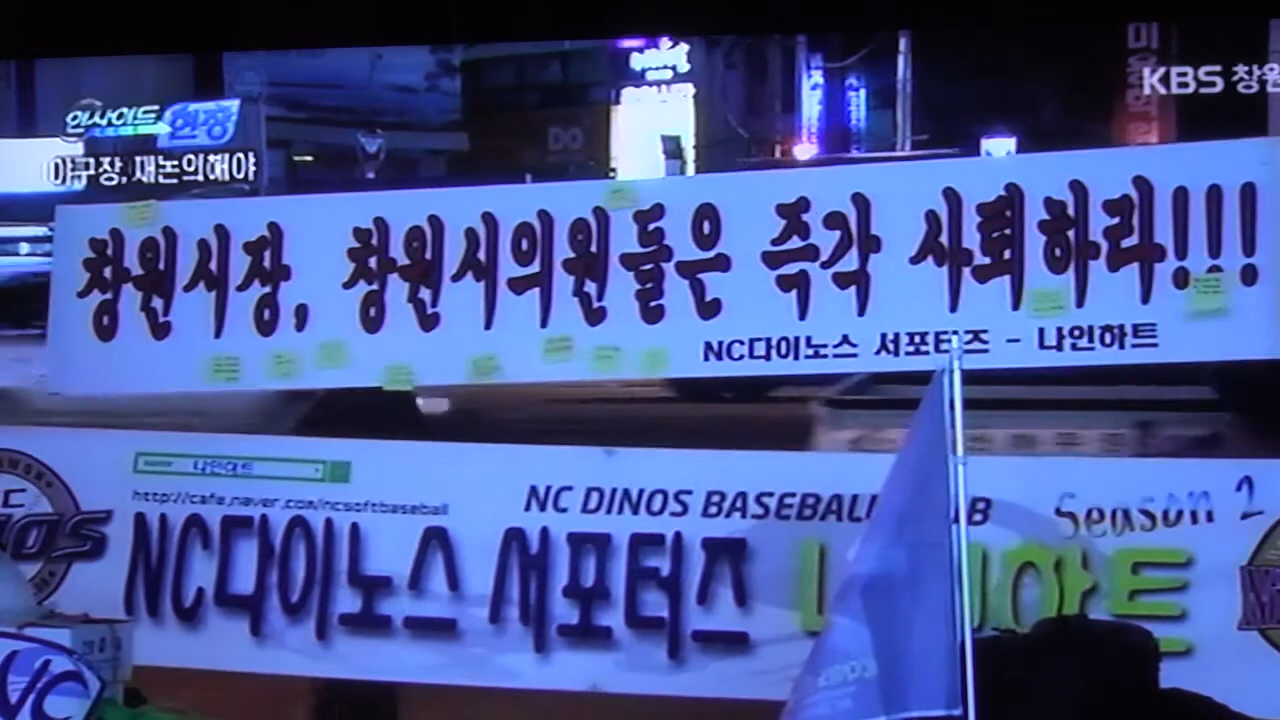 KBS 창원
인사이드 현장
야구장, 재논의해야
DO
창원시장, 창원시의원들은 즉각 사퇴하라!!!
NC다이노스 서포터즈 - 나인하트
나인하트
http://cafe.naver.com/ncsoftbaseball
NC DINOS BASEBALL
Season 2
NC다이노스 서포터즈
NC